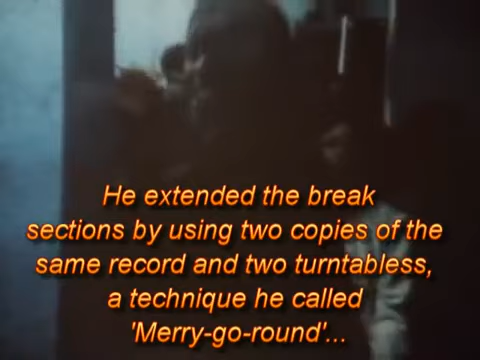 He extended the break
sections by using two copies of the
same record and two turntabless,
a technique he called
'Merry-go-round'...